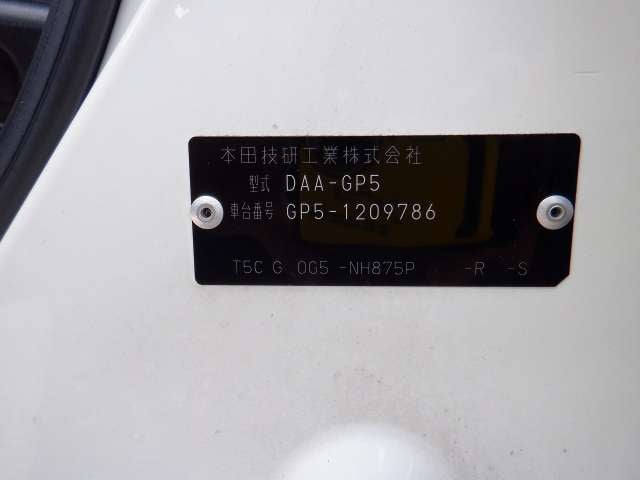 本田技研工業株式会社
型式 DAA-GP5
車台番号 GP5-1209786
T5C G 0G5 -NH875P -R -S